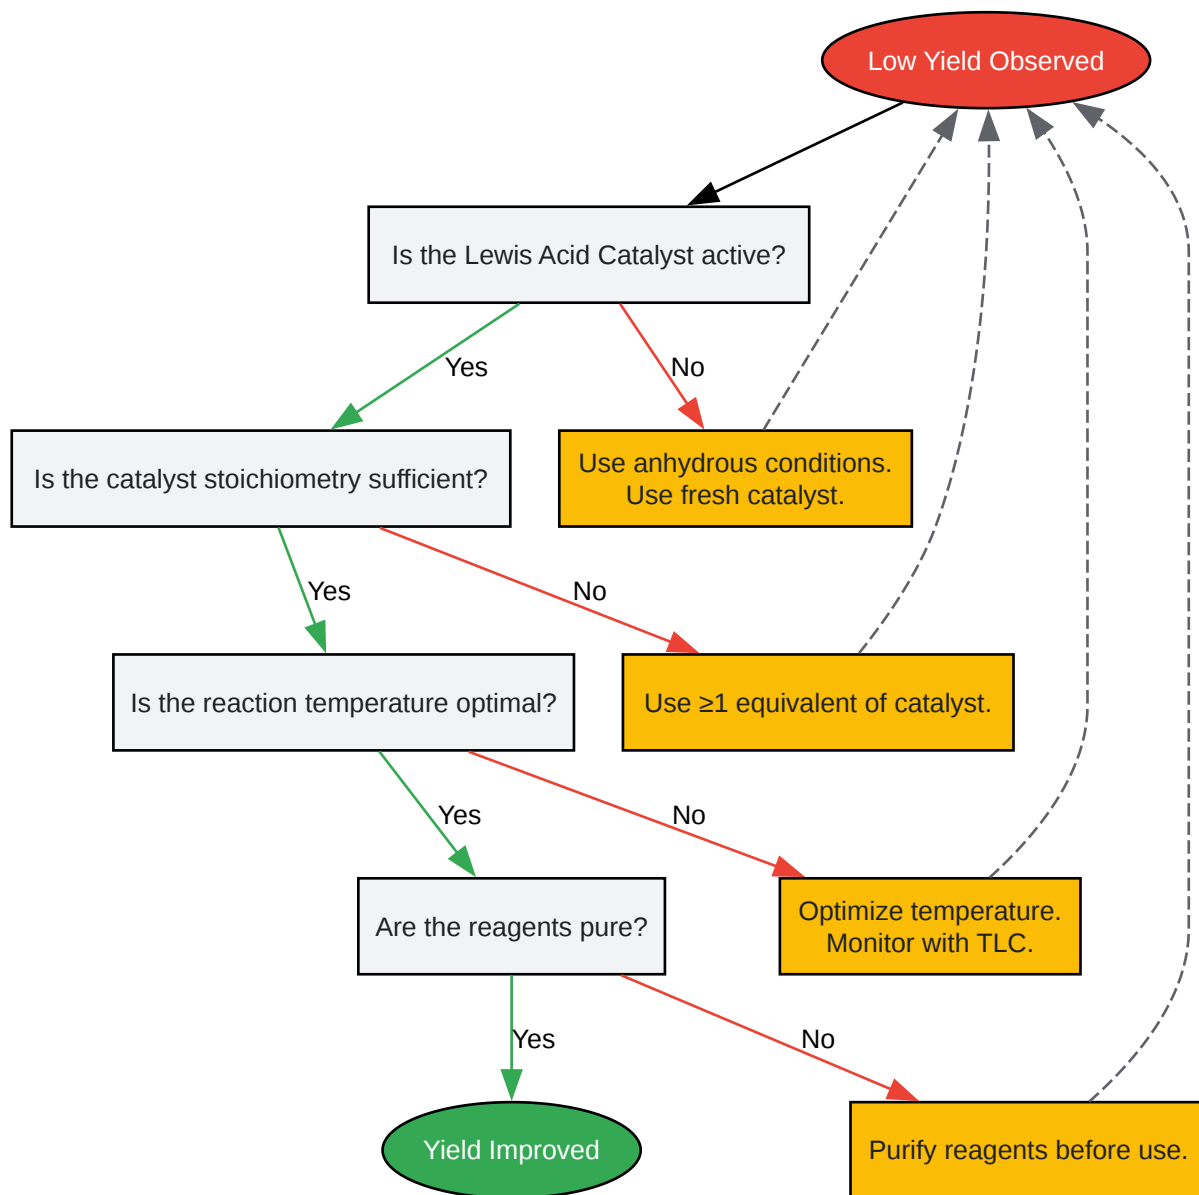 Low Yield Observed
Is the Lewis Acid Catalyst active?
Yes
No
Is the catalyst stoichiometry sufficient?
Use anhydrous conditions.
Use fresh catalyst.
Yes
No
Is the reaction temperature optimal?
Use ≥1 equivalent of catalyst.
Yes
No
Are the reagents pure?
Optimize temperature.
Monitor with TLC.
Yes
No
Yield Improved
Purify reagents before use.